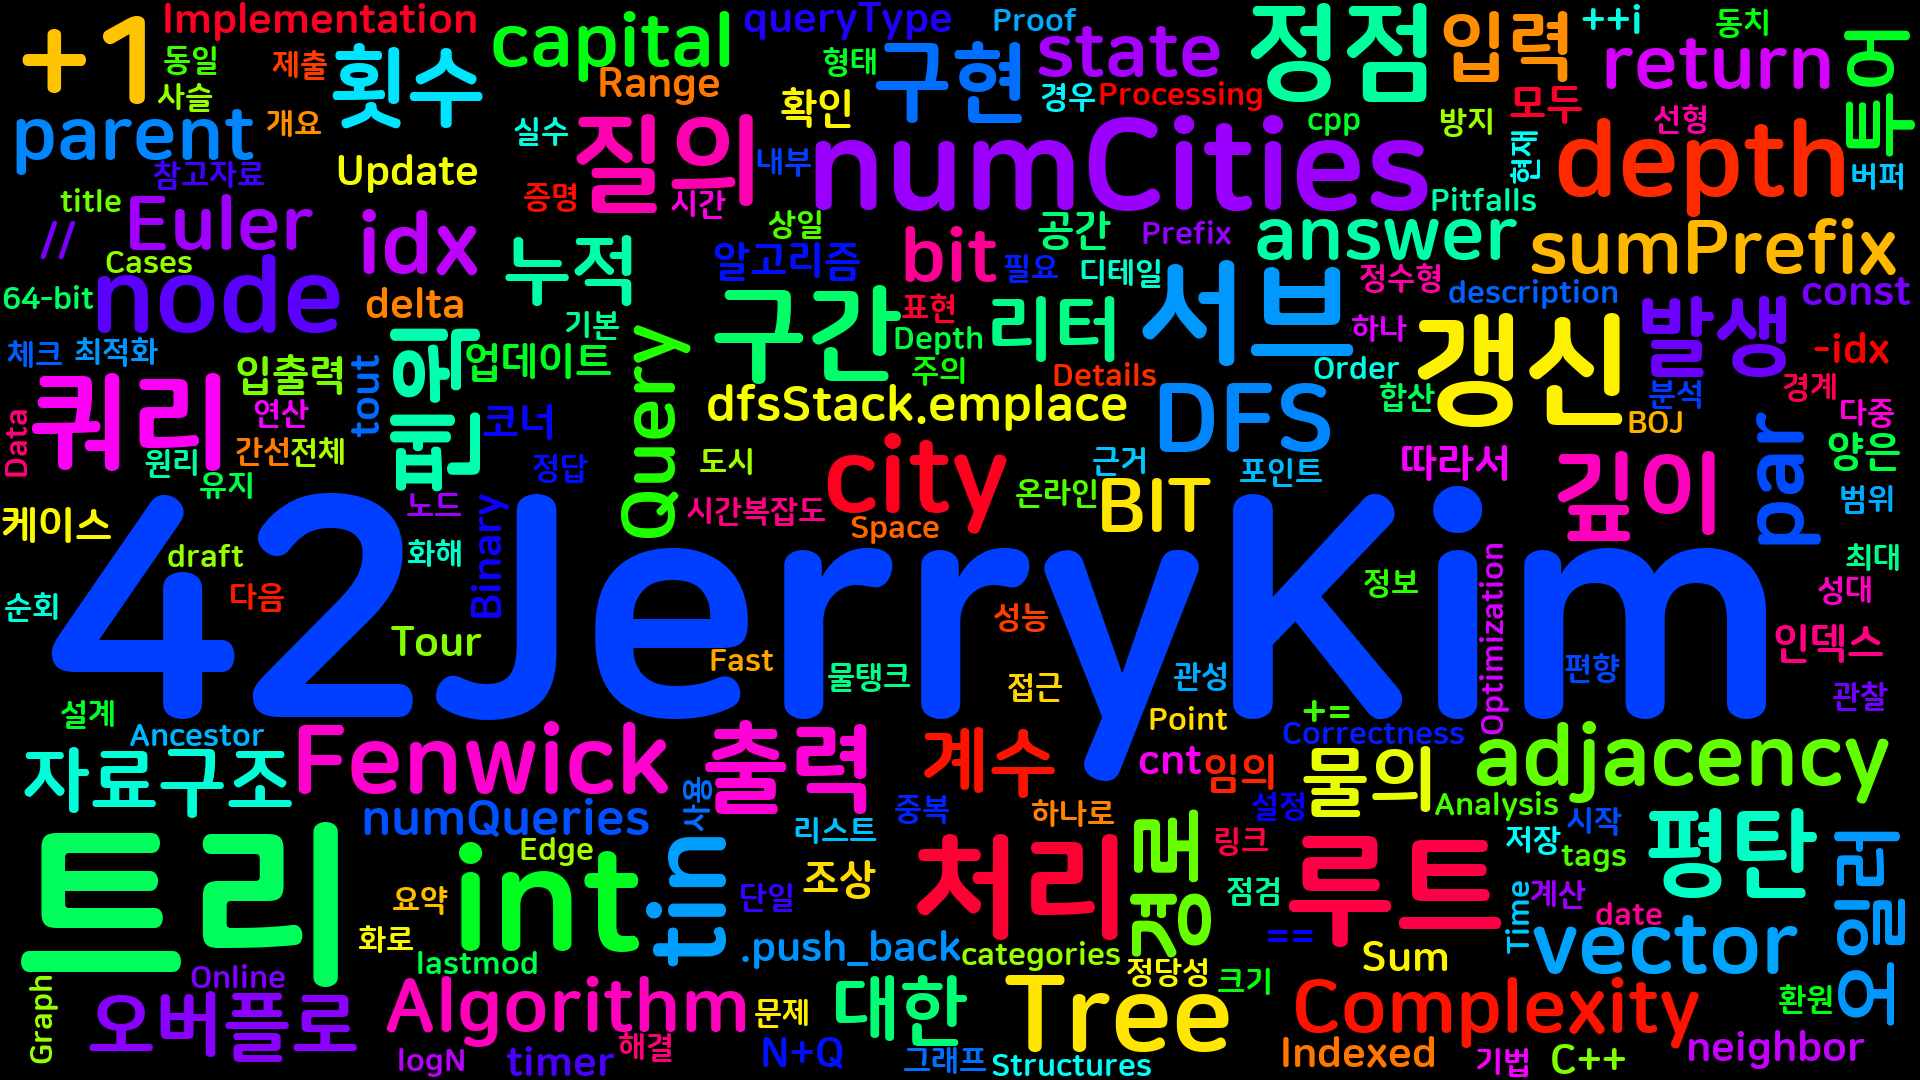 +1
Implementation
동일
사슬
제출
횟수
capital
queryType
Range
Proof
형태
구현
state
정점
입력
++i
동치
return
부여
parent
개요
참고자료
Update
실수
질의
확인
내부
경우
Processing
numCities
cpp
방지
모두
선형
현재
depth
버퍼
title
Euler
//
Cases
idx
증명
시간
누적
상일
알고리즘
bit
필요
공간
Prefix
디테일
answer
Pitfalls
정수형
description
sumPrefix
const
64-bit
node
delta
기본
구간
표현
Depth
리터
서브
하나
갱신
발생
-idx
체크
최적화
입출력
tout
펜윅
업데이트
Query
주의
Details
Order
합산
분석
경계
쿼리
연산
Data
원리
간선
전체
유지
코너
정답
dfsStack.emplace
DFS
BOJ
다중
양은
도시
city
근거
포인트
따라서
깊이
par
범위
케이스
노드
Binary
시간복잡도
온라인
BIT
Space
draft
화해
최대
순회
다음
42JerryKim
정보
성대
성능
Optimization
편향
인덱스
Tour
Fast
물탱크
접근
관성
관찰
설계
Ancestor
Point
+=
Correctness
자료구조
Fenwick
출력
계수
cnt
임의
물의
adjacency
numQueries
사용
중복
하나로
설정
Analysis
시작
트리
Edge
int
tin
리스트
조상
단일
처리
경로
링크
점검
루트
저장
tags
평탄
오일러
요약
화로
lastmod
.push_back
categories
정당성
==
Sum
Time
계산
date
vector
Graph
Online
오버플로
Algorithm
문제
대한
Tree
크기
Complexity
환원
logN
timer
해결
N+Q
그래프
Structures
Indexed
기법
C++
neighbor